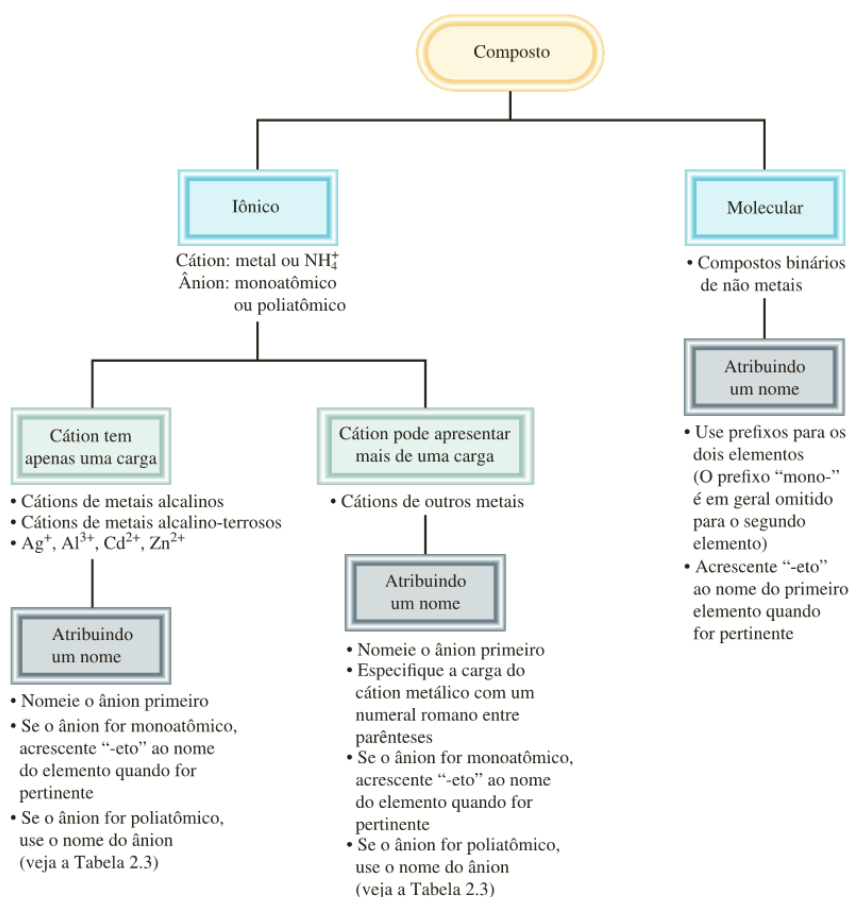 Composto
Iônico
Cátion: metal ou NH₄⁺
Ânion: monoatômico
ou poliatômico
Molecular
• Compostos binários
de não metais
Atribuindo
um nome
• Use prefixos para os
dois elementos
(O prefixo “mono-”
é em geral omitido
para o segundo
elemento)
• Acrescente “-eto”
ao nome do primeiro
elemento quando
for pertinente
Cátion tem
apenas uma carga
• Cátions de metais alcalinos
• Cátions de metais alcalino-terrosos
• Ag⁺, Al³⁺, Cd²⁺, Zn²⁺
Atribuindo
um nome
• Nomeie o ânion primeiro
• Se o ânion for monoatômico,
acrescente “-eto” ao nome
do elemento quando for
pertinente
• Se o ânion for poliatômico,
use o nome do ânion
(veja a Tabela 2.3)
Cátion pode apresentar
mais de uma carga
• Cátions de outros metais
Atribuindo
um nome
• Nomeie o ânion primeiro
• Especifique a carga do
cátion metálico com um
numeral romano entre
parênteses
• Se o ânion for monoatômico,
acrescente “-eto” ao nome
do elemento quando for
pertinente
• Se o ânion for poliatômico,
use o nome do ânion
(veja a Tabela 2.3)